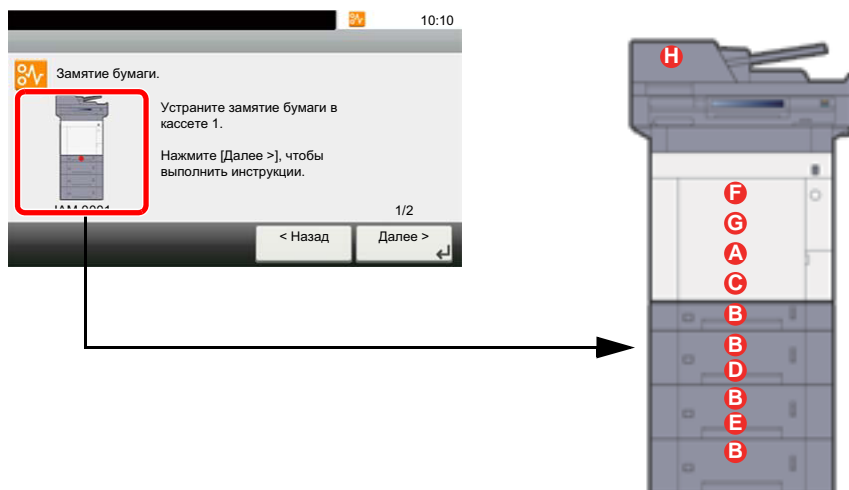 10:10
Замятие бумаги.
Устраните замятие бумаги в
кассете 1.
Нажмите [Далее >], чтобы
выполнить инструкции.
1/2
< Назад
Далее >
H
F
G
A
C
B
B
D
B
E
B